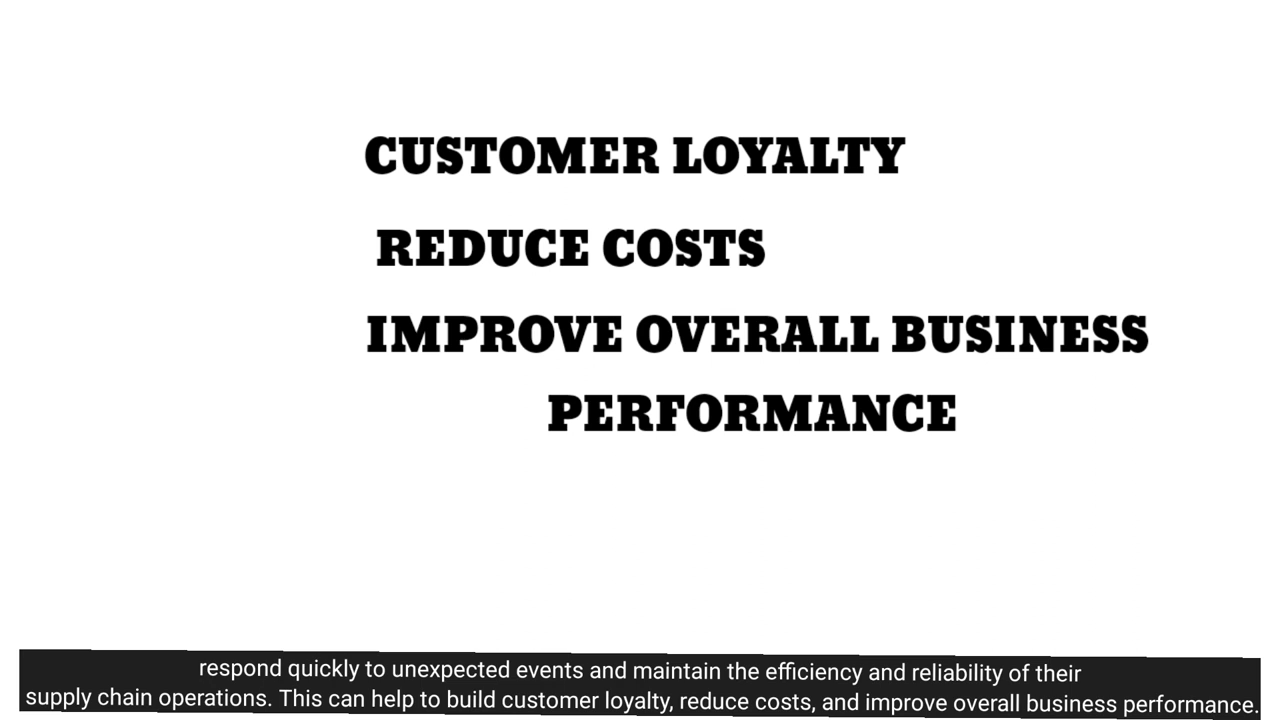 CUSTOMER LOYALTY
REDUCE COSTS
IMPROVE OVERALL BUSINESS
PERFORMANCE
respond quickly to unexpected events and maintain the efficiency and reliability of their
supply chain operations. This can help to build customer loyalty, reduce costs, and improve overall business performance.